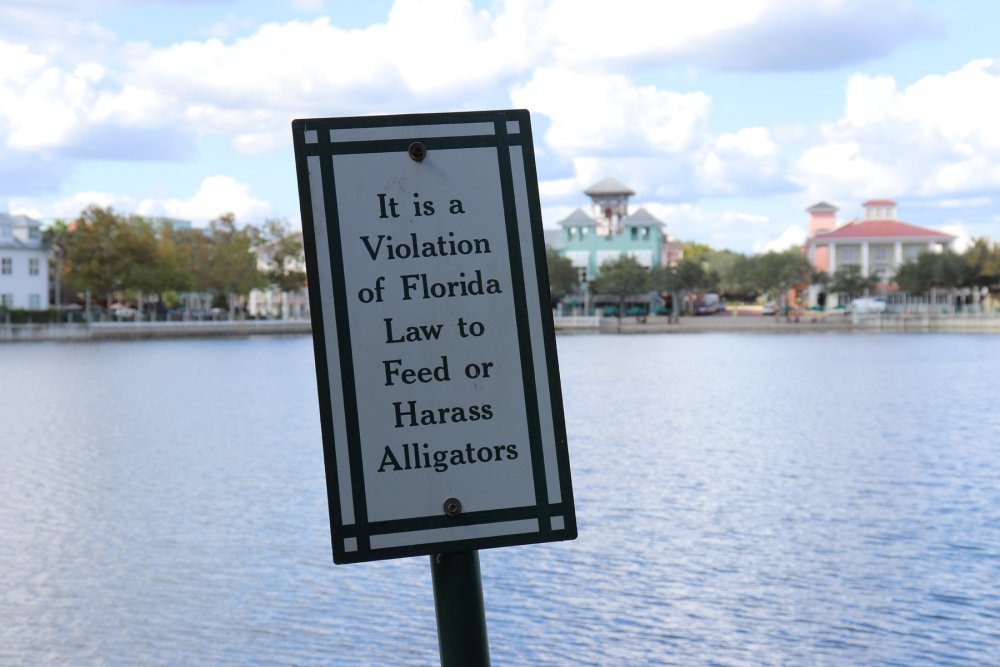 It is a
Violation
of Florida
Law to
Feed or
Harass
Alligators